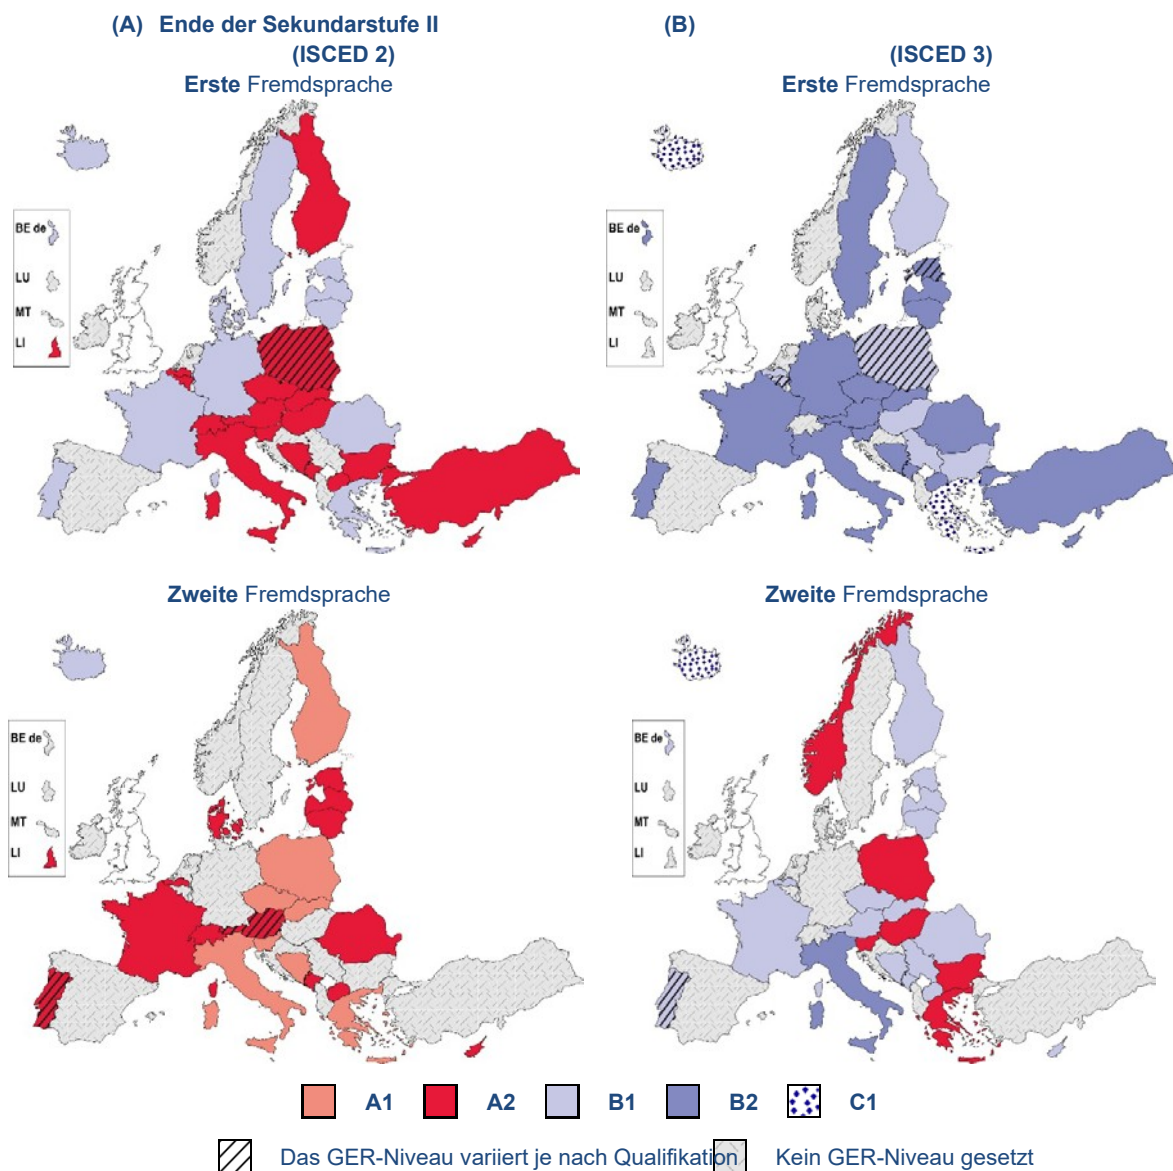 (A) Ende der Sekundarstufe II (B)
(ISCED 2) (ISCED 3)
Erste Fremdsprache Erste Fremdsprache
BE de BE de
LU LU
MT MT
LI LI
Zweite Fremdsprache Zweite Fremdsprache
BE de BE de
LU LU
MT MT
LI LI
A1 A2 B1 B2 C1
Das GER-Niveau variiert je nach Qualifikation Kein GER-Niveau gesetzt